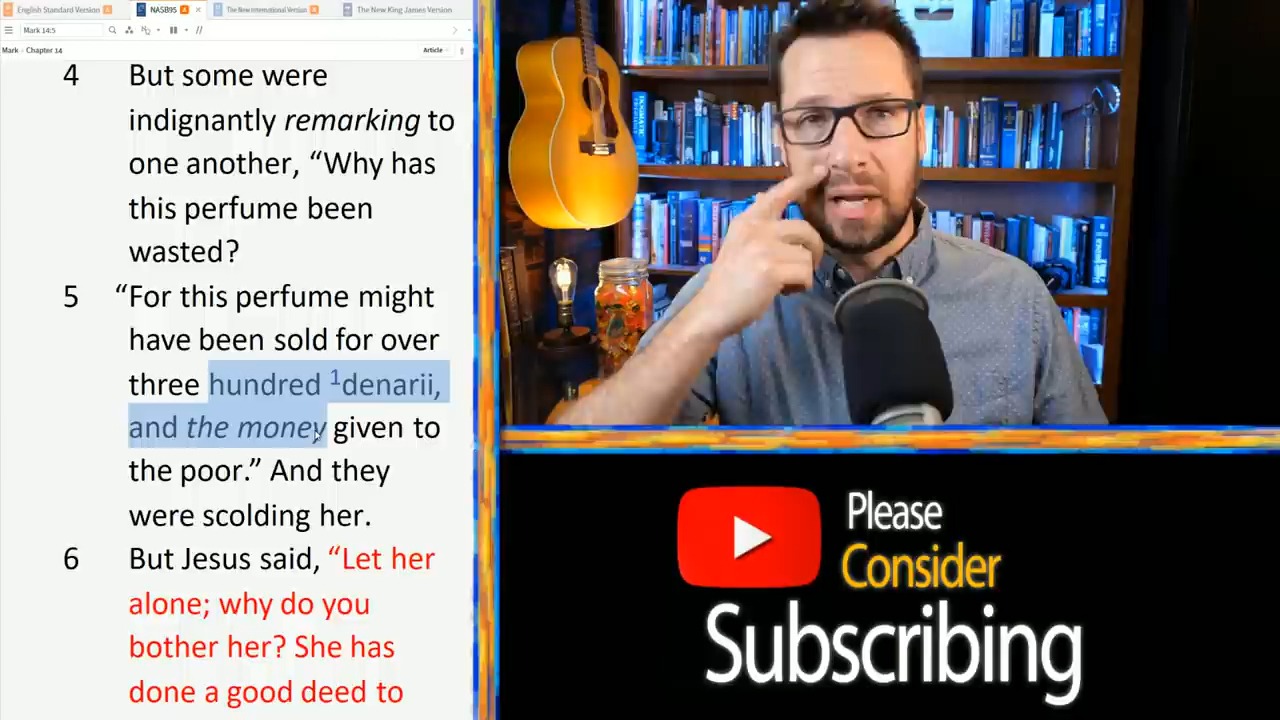 English Standard Version
NASB95
The New International Version
The New King James Version
Mark 14:5
Mark · Chapter 14
Article
4 But some were
indignantly remarking to
one another, “Why has
this perfume been
wasted?
5 “For this perfume might
have been sold for over
three hundred 1denarii,
and the money given to
the poor.” And they
were scolding her.
6 But Jesus said, “Let her
alone; why do you
bother her? She has
done a good deed to
Please
Consider
Subscribing